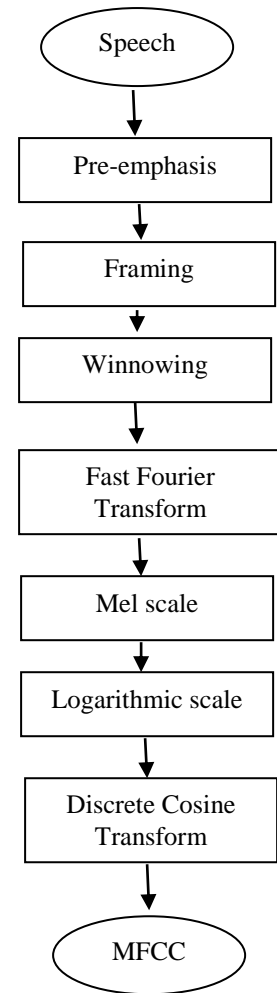 Speech
Pre-emphasis
Framing
Winnowing
Fast Fourier
Transform
Mel scale
Logarithmic scale
Discrete Cosine
Transform
MFCC